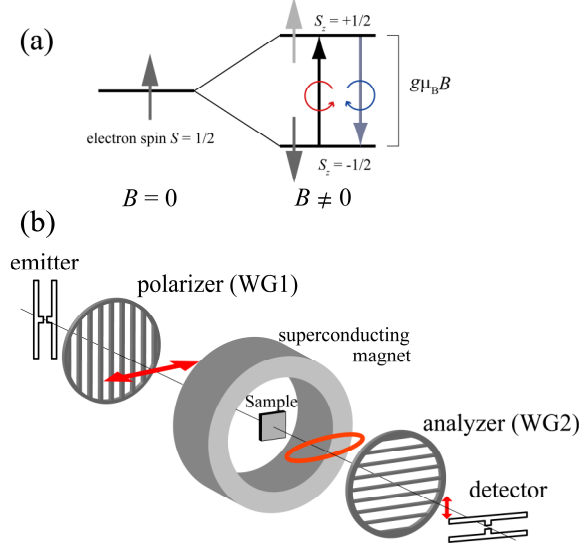 (a)
S_z = +1/2
gμ_B B
electron spin S = 1/2
S_z = -1/2
B = 0
B ≠ 0
(b)
emitter
polarizer (WG1)
superconducting
magnet
Sample
analyzer (WG2)
detector